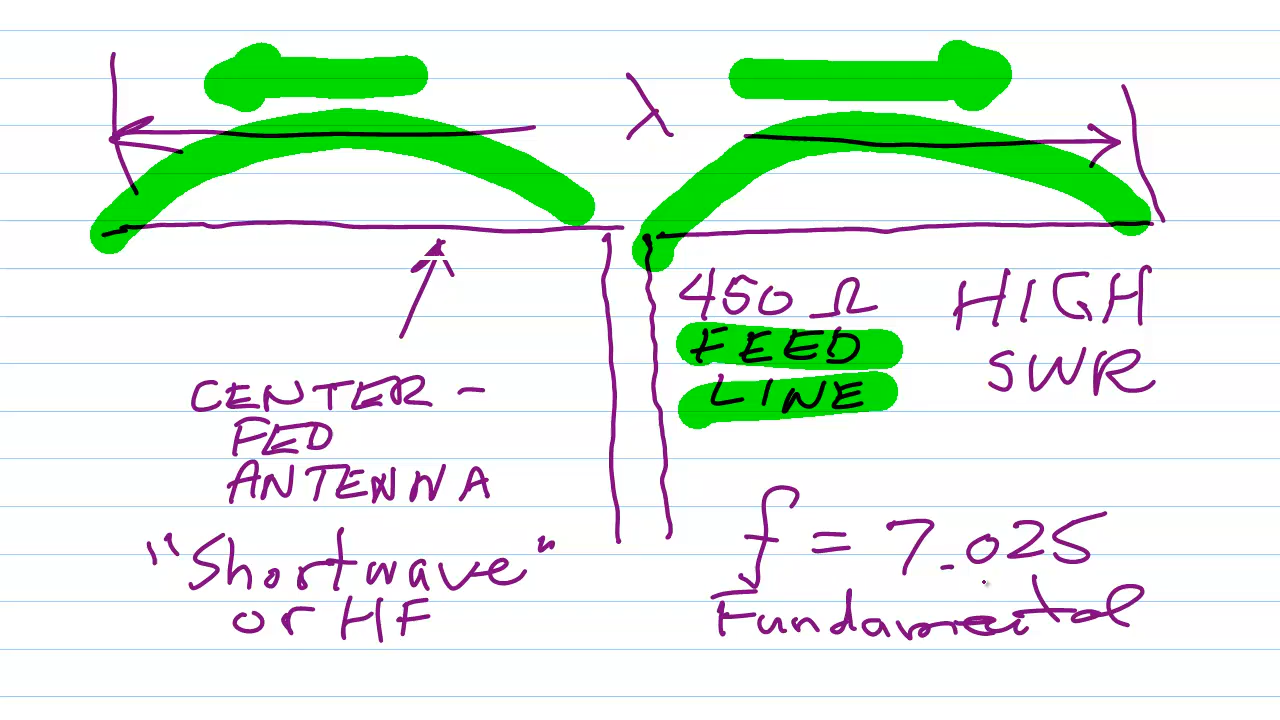 λ
450 Ω
FEED
LINE
HIGH
SWR
CENTER-
FED
ANTENNA
"Shortwave"
or HF
f = 7.025
Fundamental